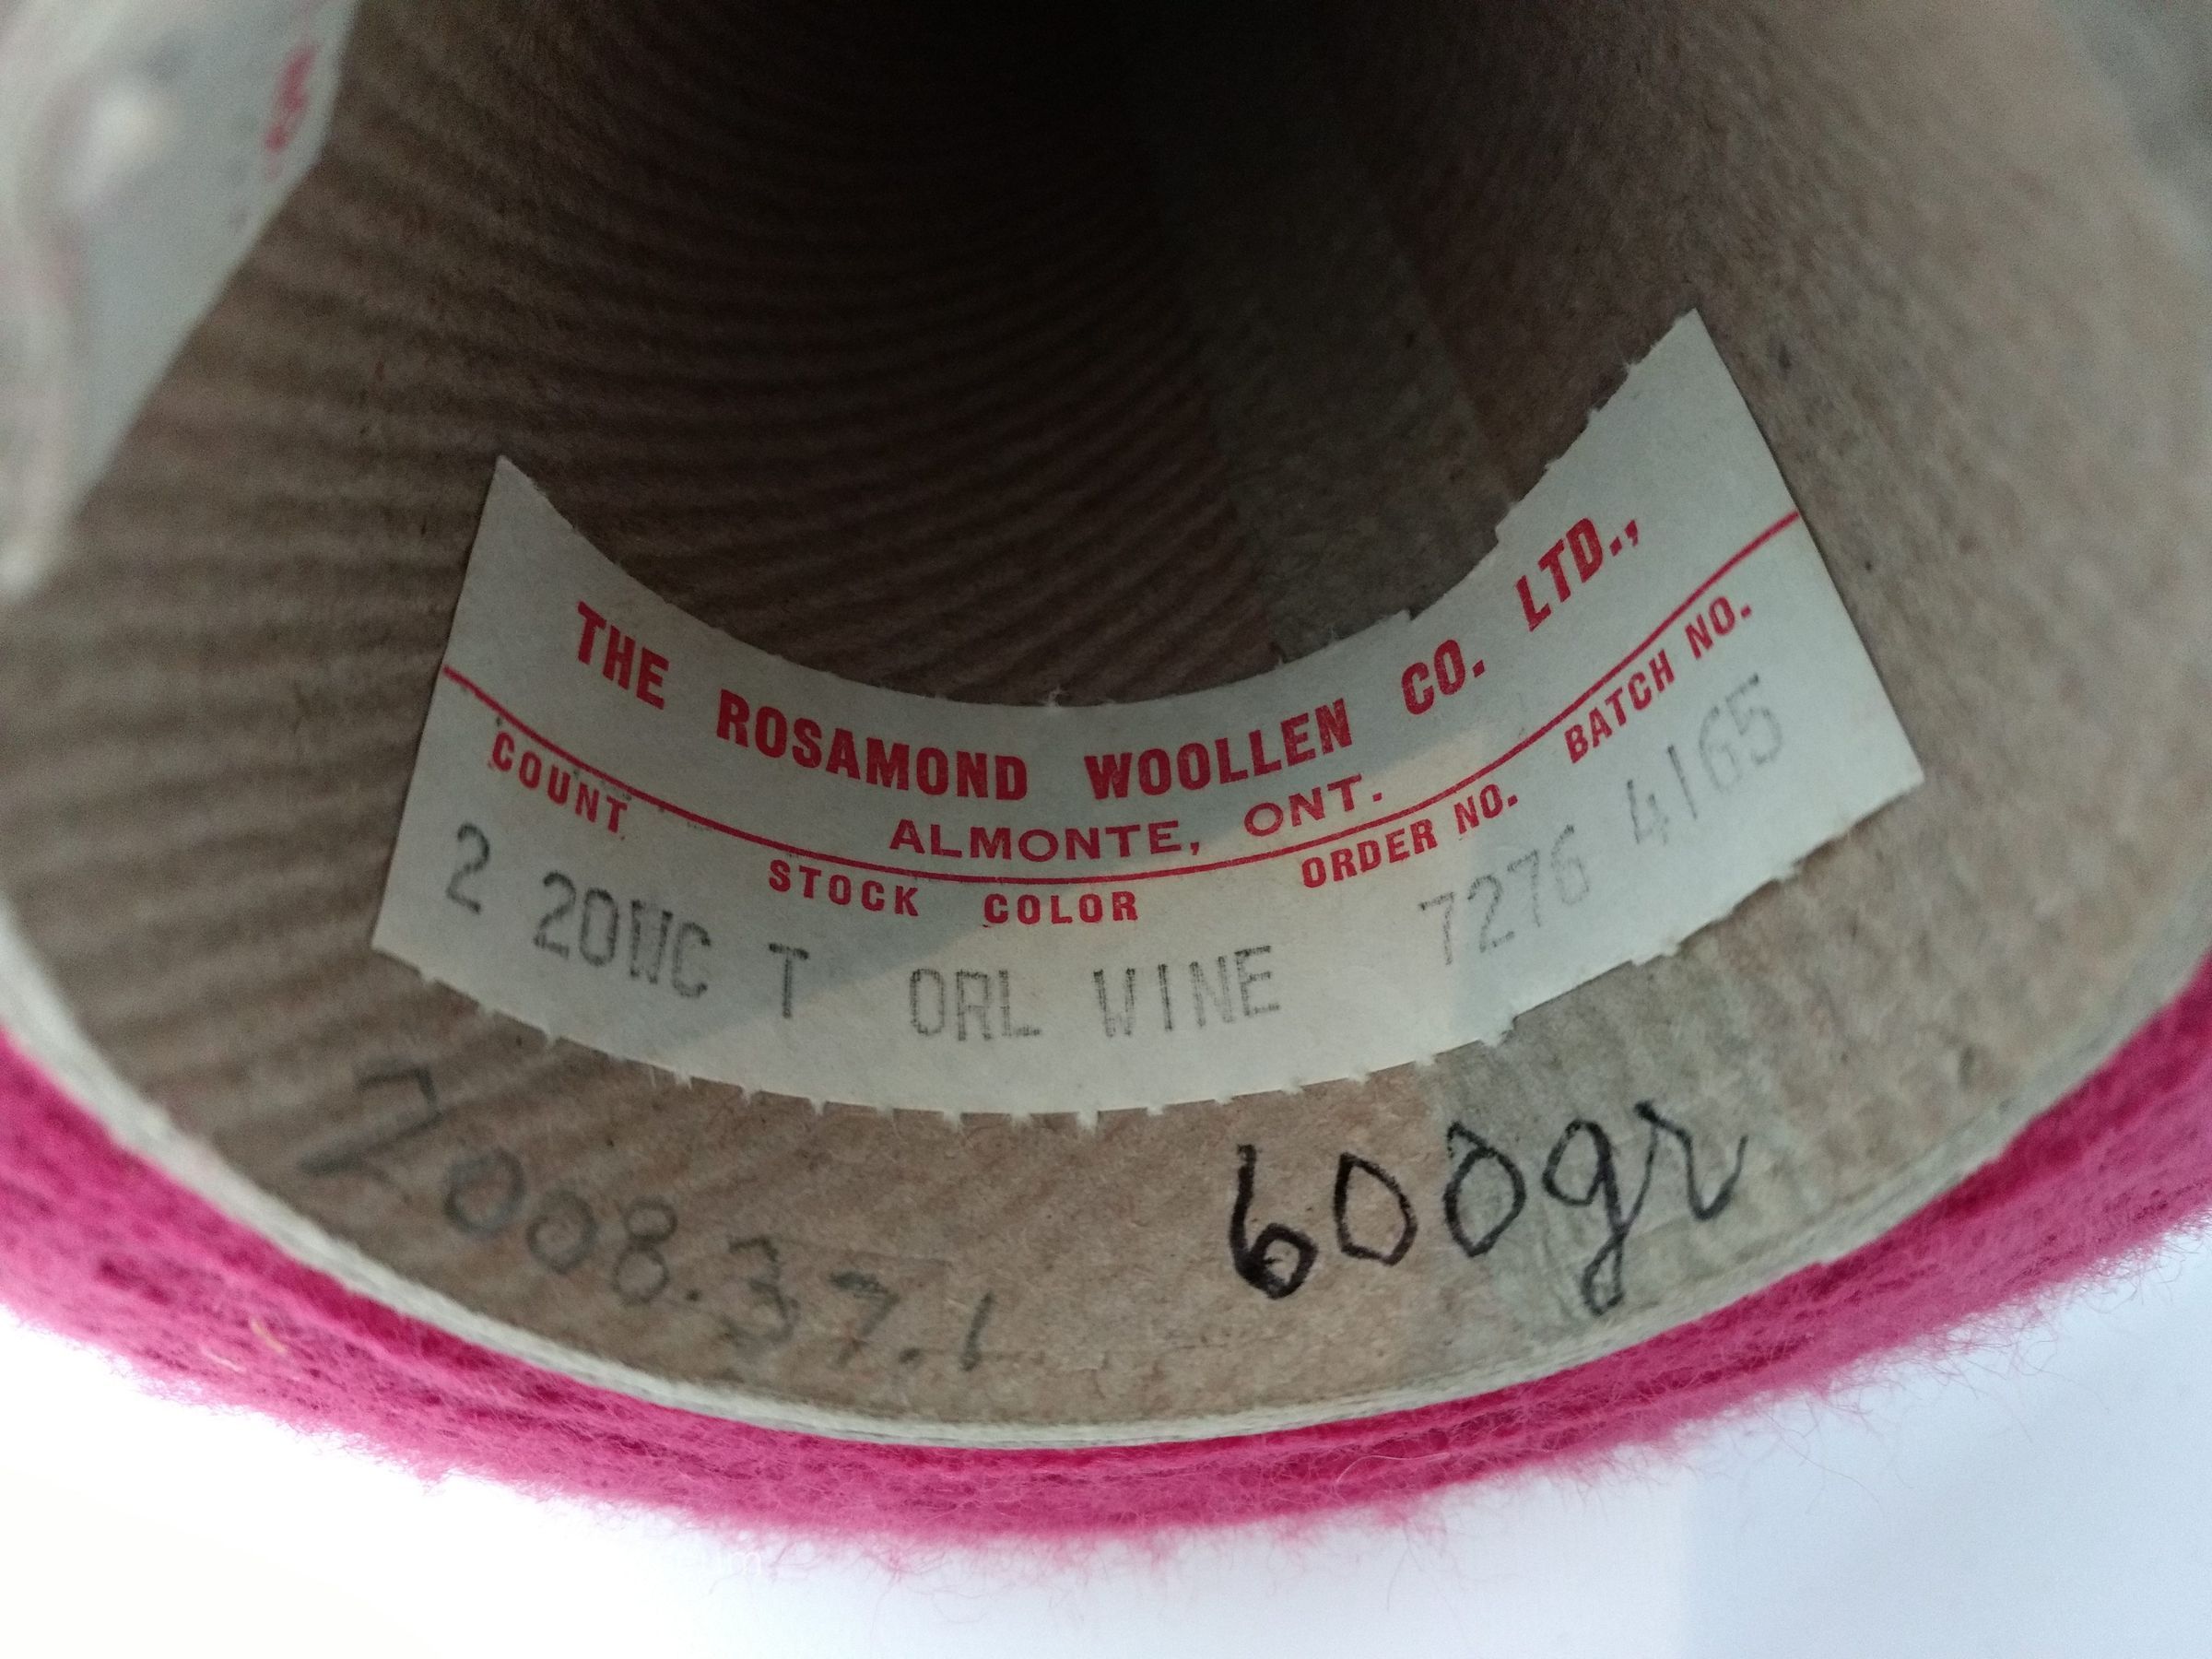 THE ROSAMOND WOOLLEN CO. LTD.,
ALMONTE, ONT.
COUNT STOCK COLOR ORDER NO. BATCH NO.
2 20WC T ORL WINE 7276 4165
600gr
2008.37.1